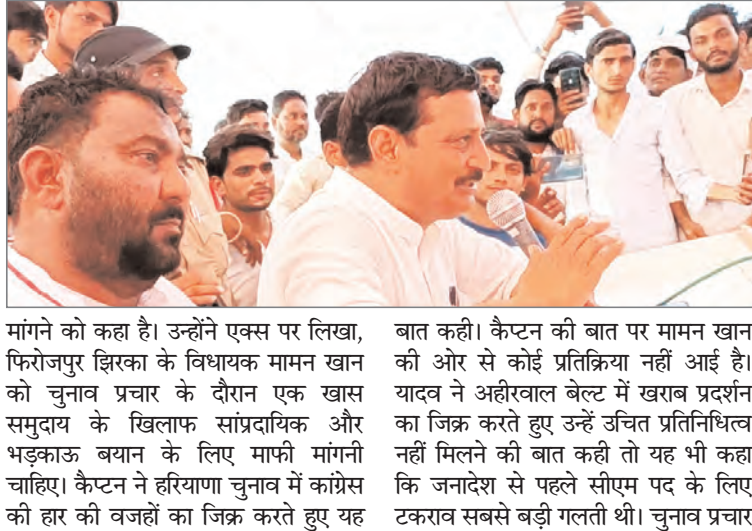 मांगने को कहा है। उन्होंने एक्स पर लिखा,
फिरोजपुर झिरका के विधायक मामन खान
को चुनाव प्रचार के दौरान एक खास
समुदाय के खिलाफ सांप्रदायिक और
भड़काऊ बयान के लिए माफी मांगनी
चाहिए। कैप्टन ने हरियाणा चुनाव में कांग्रेस
की हार की वजहों का जिक्र करते हुए यह
बात कही। कैप्टन की बात पर मामन खान
की ओर से कोई प्रतिक्रिया नहीं आई है।
यादव ने अहीरवाल बेल्ट में खराब प्रदर्शन
का जिक्र करते हुए उन्हें उचित प्रतिनिधित्व
नहीं मिलने की बात कही तो यह भी कहा
कि जनादेश से पहले सीएम पद के लिए
टकराव सबसे बड़ी गलती थी। चुनाव प्रचार